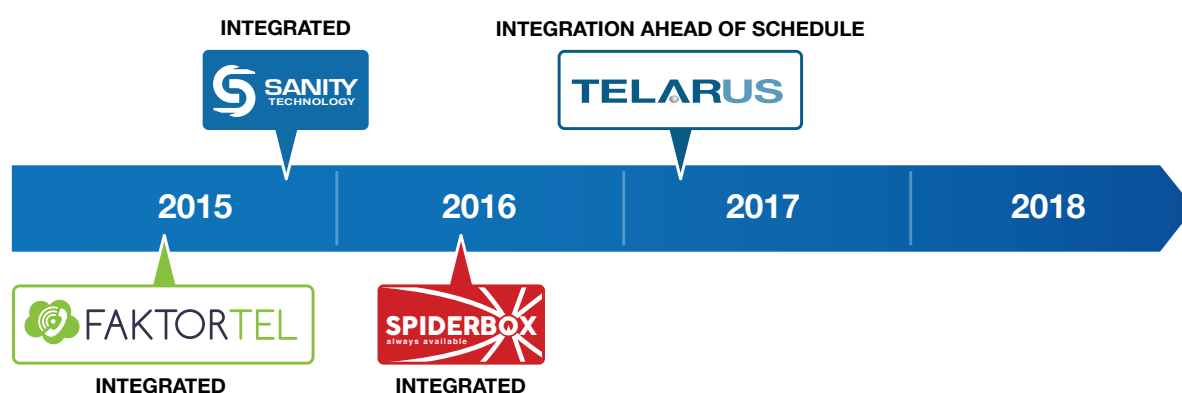 INTEGRATED
INTEGRATION AHEAD OF SCHEDULE
SANITY
TECHNOLOGY
TELARUS
2015
2016
2017
2018
FAKTORTEL
SPIDERBOX
always available
INTEGRATED
INTEGRATED